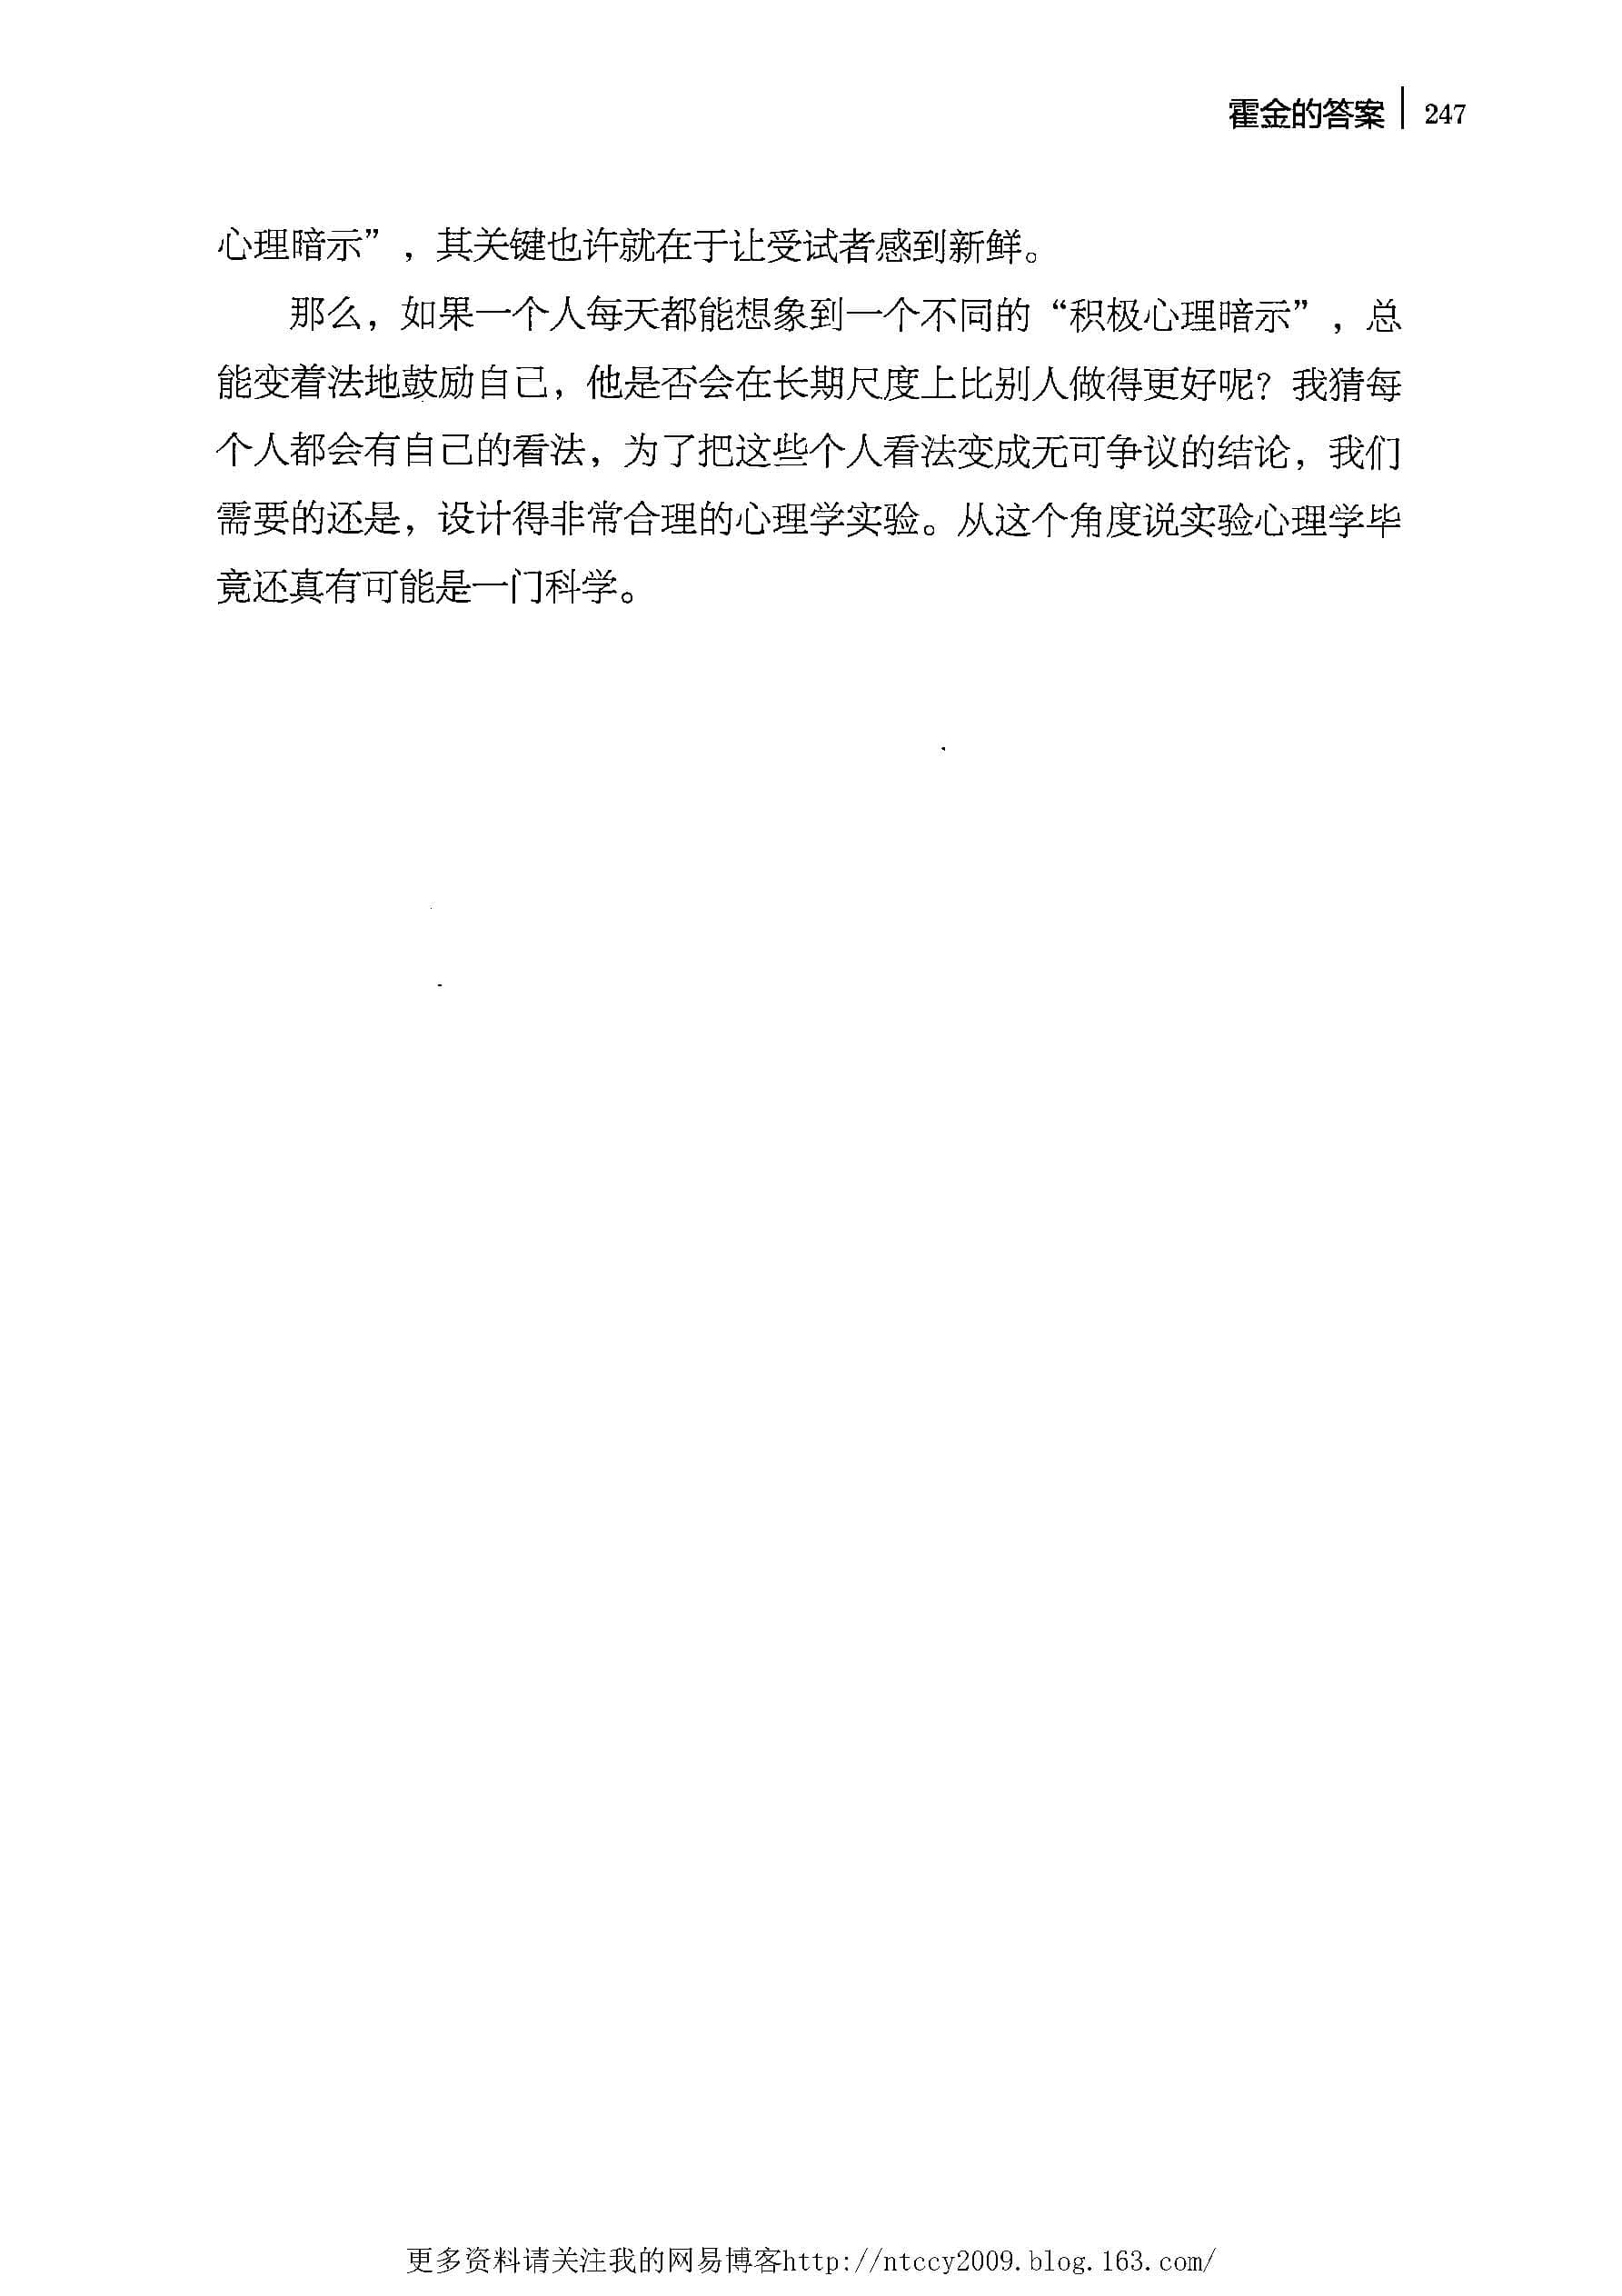 霍金的答案 247
心理暗示”，其关键也许就在于让受试者感到新鲜。
那么，如果一个人每天都能想象到一个不同的“积极心理暗示”，总
能变着法地鼓励自己，他是否会在长期尺度上比别人做得更好呢？我猜每
个人都会有自己的看法，为了把这些个人看法变成无可争议的结论，我们
需要的还是，设计得非常合理的心理学实验。从这个角度说实验心理学毕
竟还真有可能是一门科学。
更多资料请关注我的网易博客http://ntccy2009.blog.163.com/